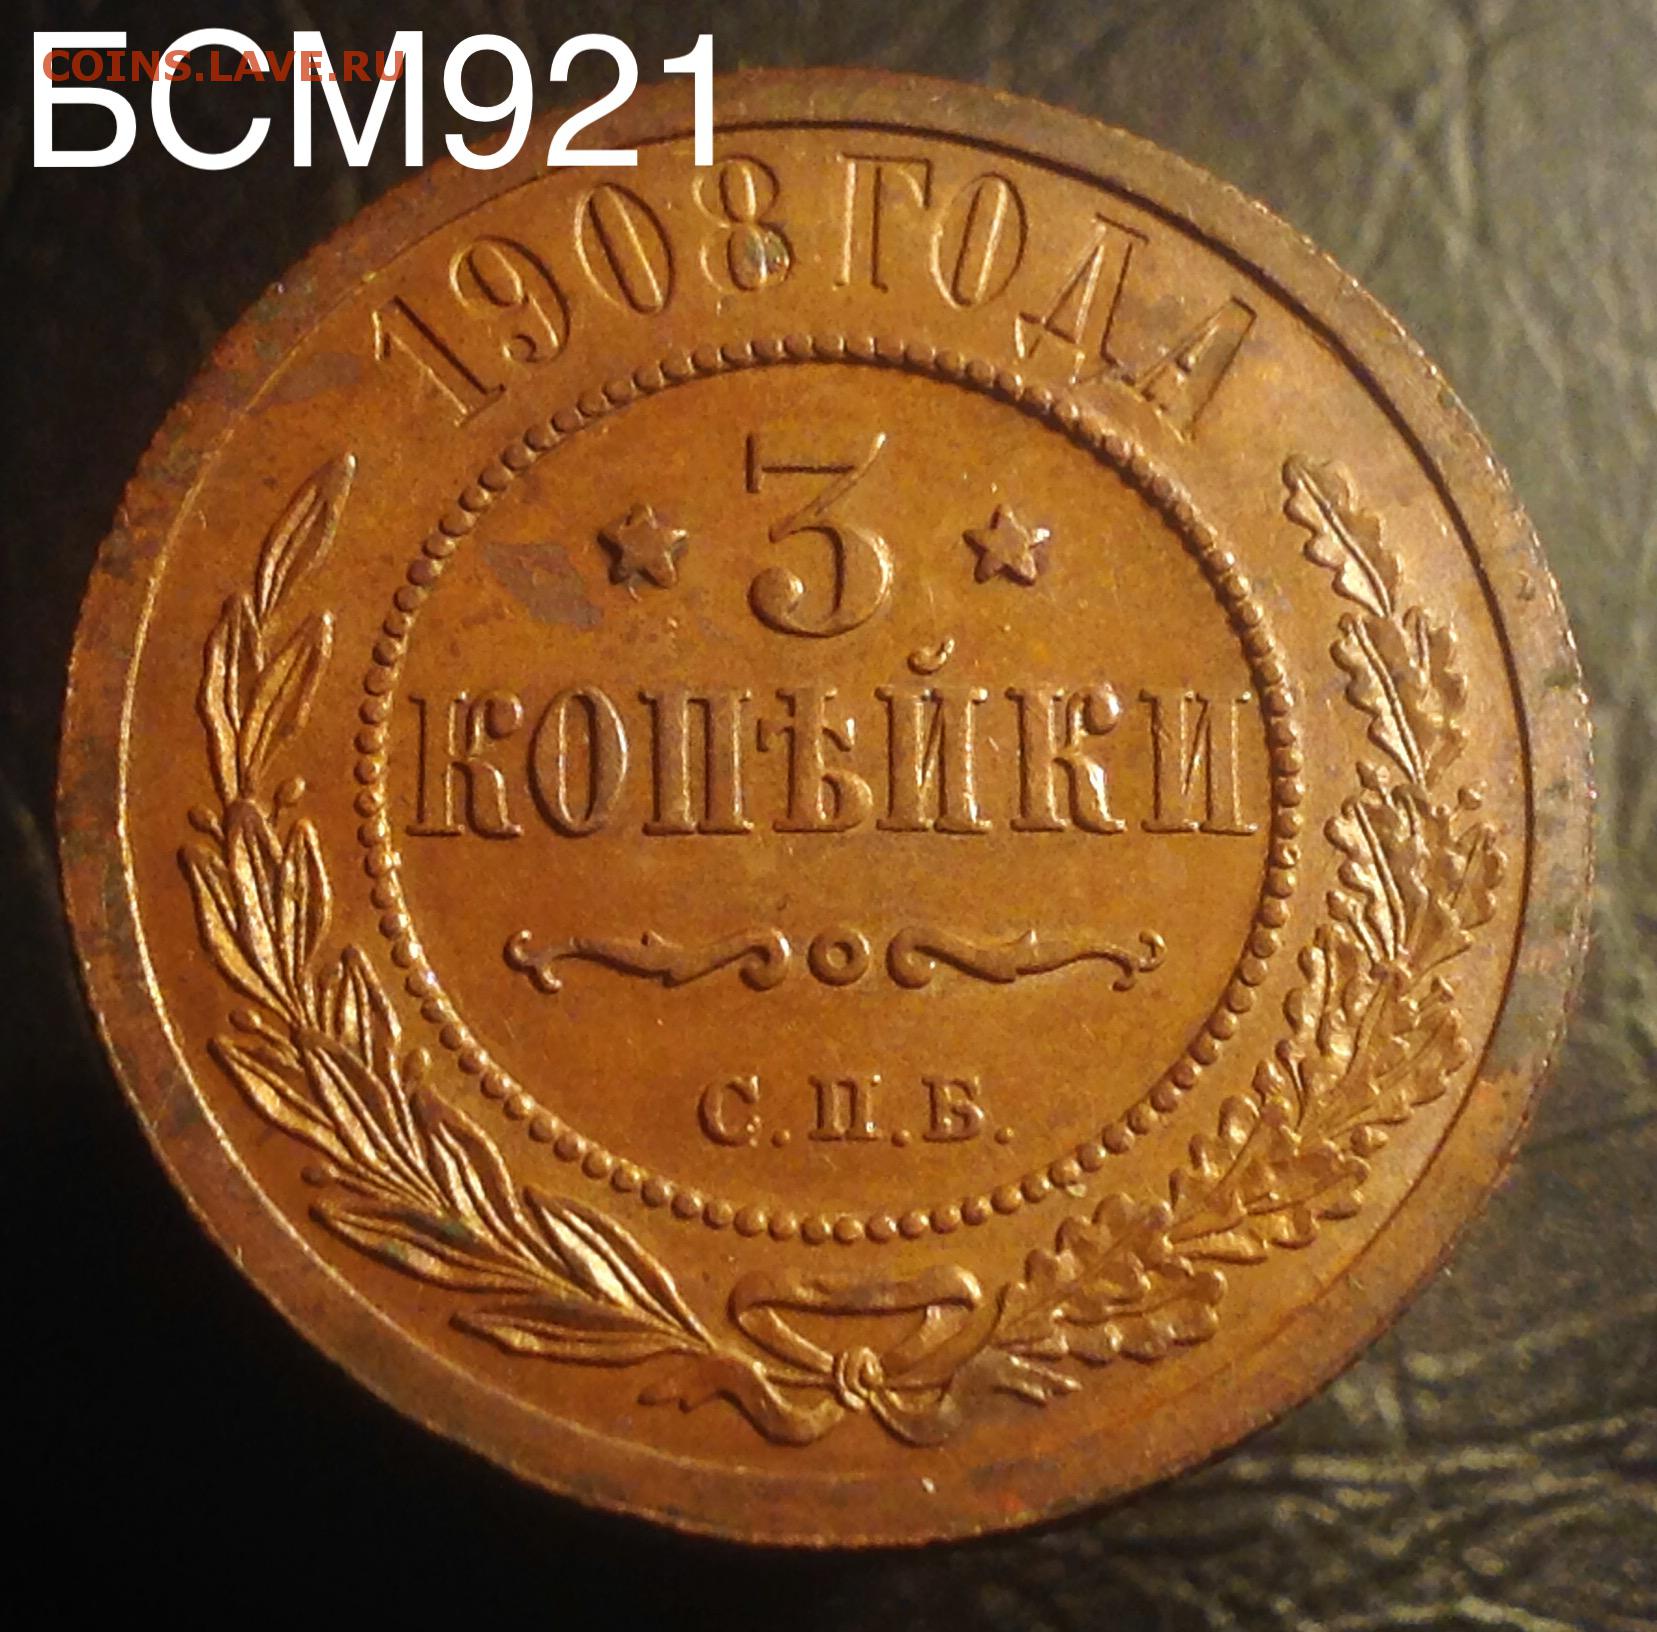 БСМ921
COINS.LAVE.RU
1908 ГОДА
3
КОПѢЙКИ
С.П.Б.